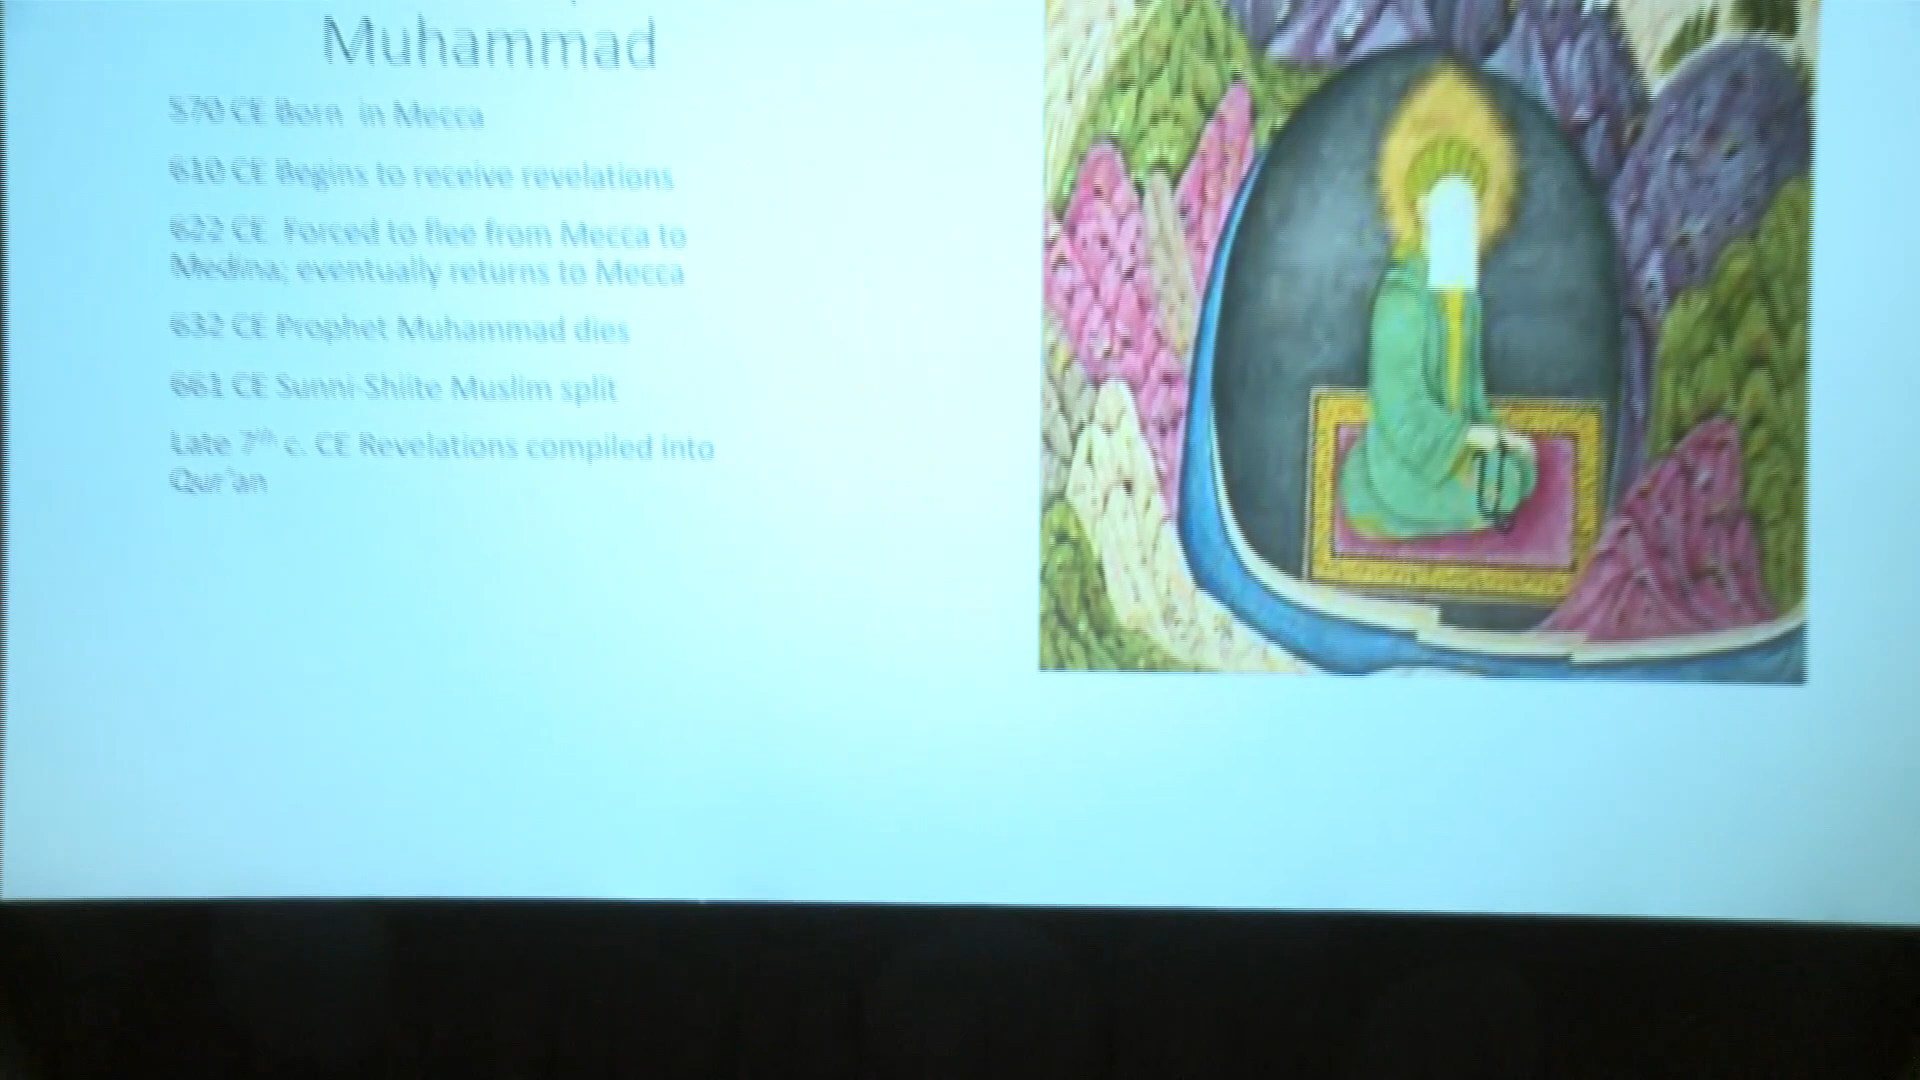 Muhammad
570 CE Born in Mecca
610 CE Begins to receive revelations
622 CE Forced to flee from Mecca to
Medina; eventually returns to Mecca
632 CE Prophet Muhammad dies
661 CE Sunni-Shiite Muslim split
Late 7th c. CE Revelations compiled into
Qur'an